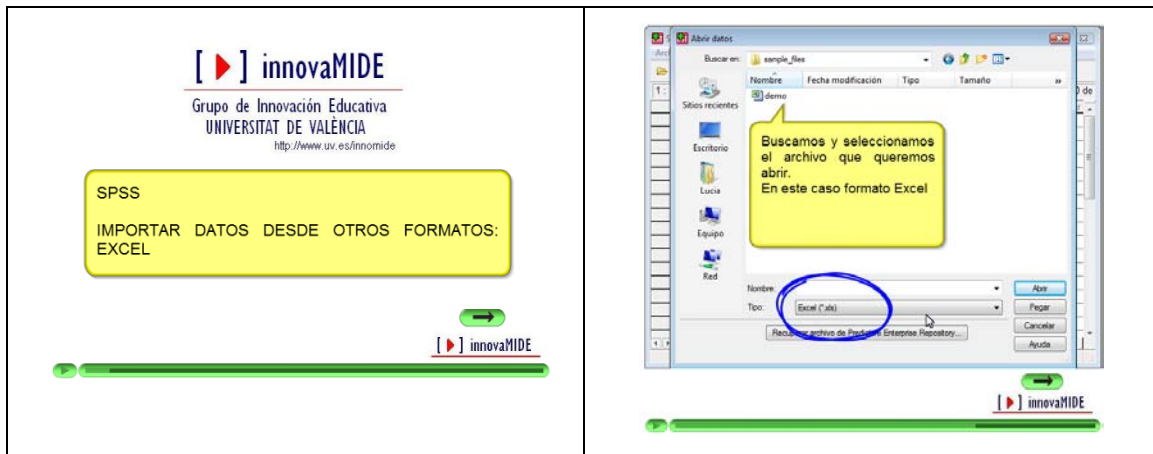 [ ] innovaMIDE
Grupo de Innovación Educativa
UNIVERSITAT DE VALÈNCIA
http://www.uv.es/innomide
SPSS
IMPORTAR DATOS DESDE OTROS FORMATOS:
EXCEL
[ ] innovaMIDE
Abrir datos
Buscar en: sample_files
Nombre Fecha modificación Tipo Tamaño »
demo
Sitios recientes
Escritorio
Lucia
Equipo
Red
Buscamos y seleccionamos
el archivo que queremos
abrir.
En este caso formato Excel
Nombre:
Tipo: Excel (*.xls)
Recuperar archivo de Predictive Enterprise Repository...
Abrir
Pegar
Cancelar
Ayuda
[ ] innovaMIDE